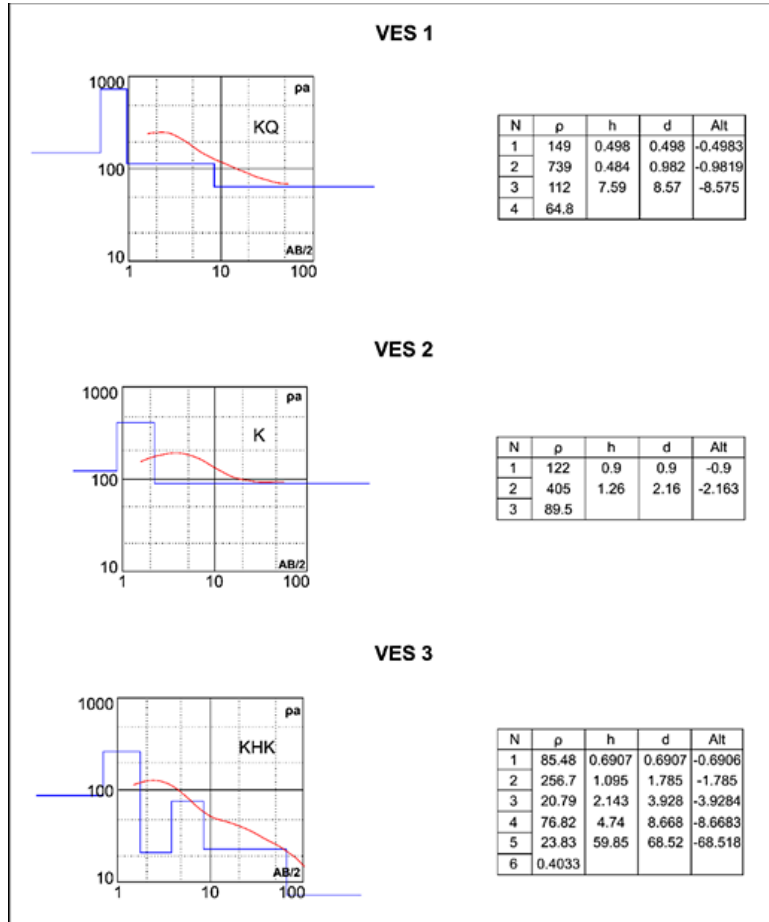 VES 1
1000
ρa
KQ
100
10
AB/2
1 10 100
N ρ h d Alt
1 149 0.498 0.498 -0.4983
2 739 0.484 0.982 -0.9819
3 112 7.59 8.57 -8.575
4 64.8
VES 2
1000
ρa
K
100
10
AB/2
1 10 100
N ρ h d Alt
1 122 0.9 0.9 -0.9
2 405 1.26 2.16 -2.163
3 89.5
VES 3
1000
ρa
KHK
100
10
AB/2
1 10 100
N ρ h d Alt
1 85.48 0.6907 0.6907 -0.6906
2 256.7 1.095 1.785 -1.785
3 20.79 2.143 3.928 -3.9284
4 76.82 4.74 8.668 -8.6683
5 23.83 59.85 68.52 -68.518
6 0.4033